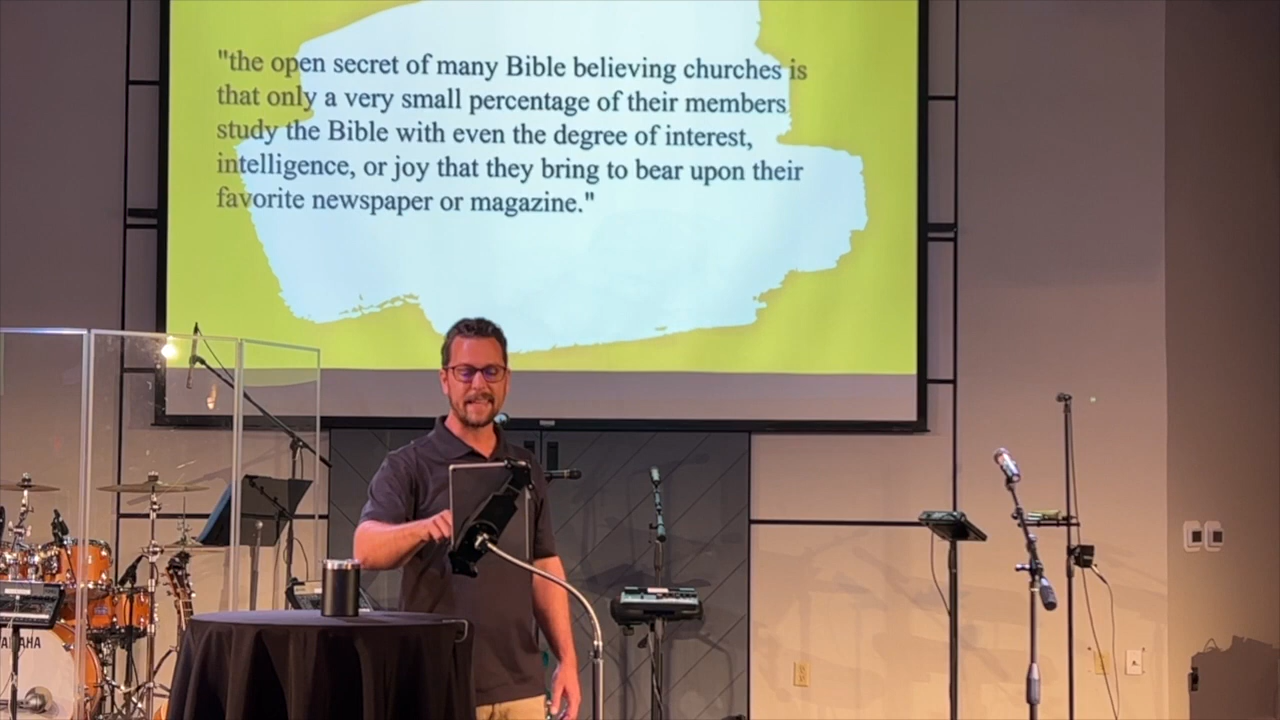 "the open secret of many Bible believing churches is
that only a very small percentage of their members
study the Bible with even the degree of interest,
intelligence, or joy that they bring to bear upon their
favorite newspaper or magazine."
YAMAHA